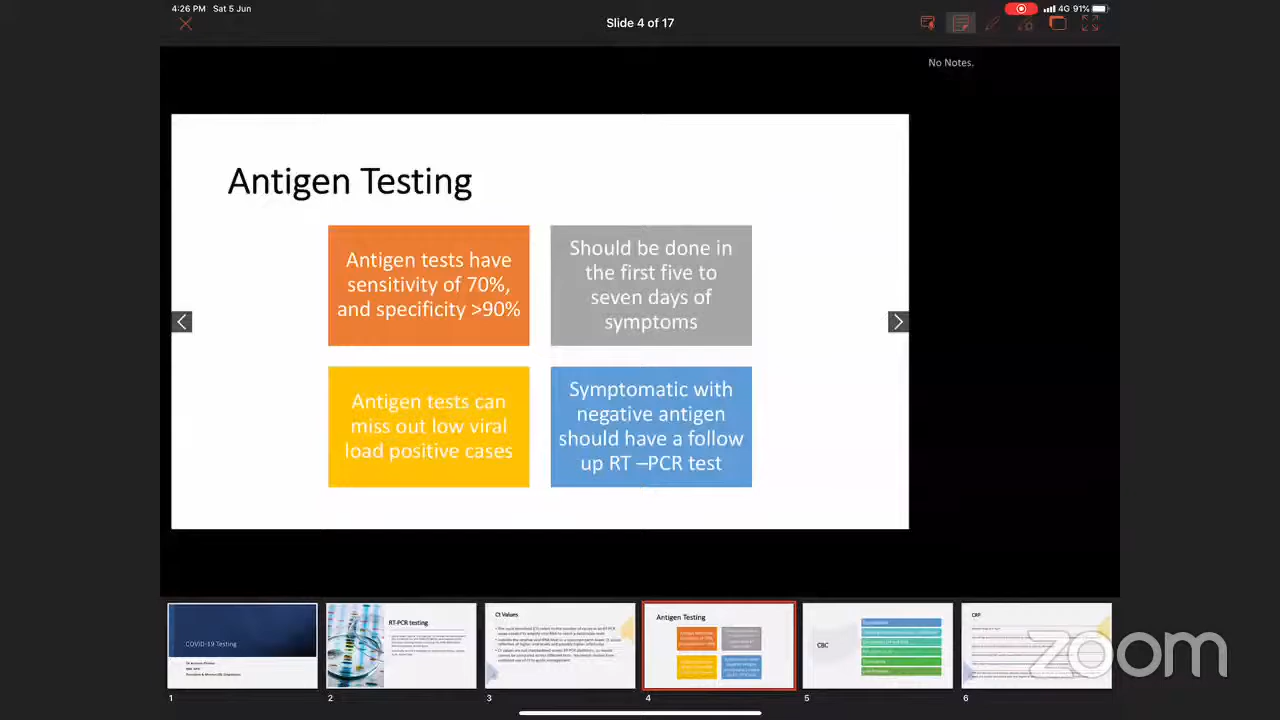 4:26 PM Sat 5 Jun
4G 91%
Slide 4 of 17
No Notes.
Antigen Testing
Antigen tests have
sensitivity of 70%,
and specificity >90%
Should be done in
the first five to
seven days of
symptoms
Antigen tests can
miss out low viral
load positive cases
Symptomatic with
negative antigen
should have a follow
up RT –PCR test
COVID-19 Testing
RT-PCR testing
Ct Values
Antigen Testing
CBC
CRP
1
2
3
4
5
6
zoom